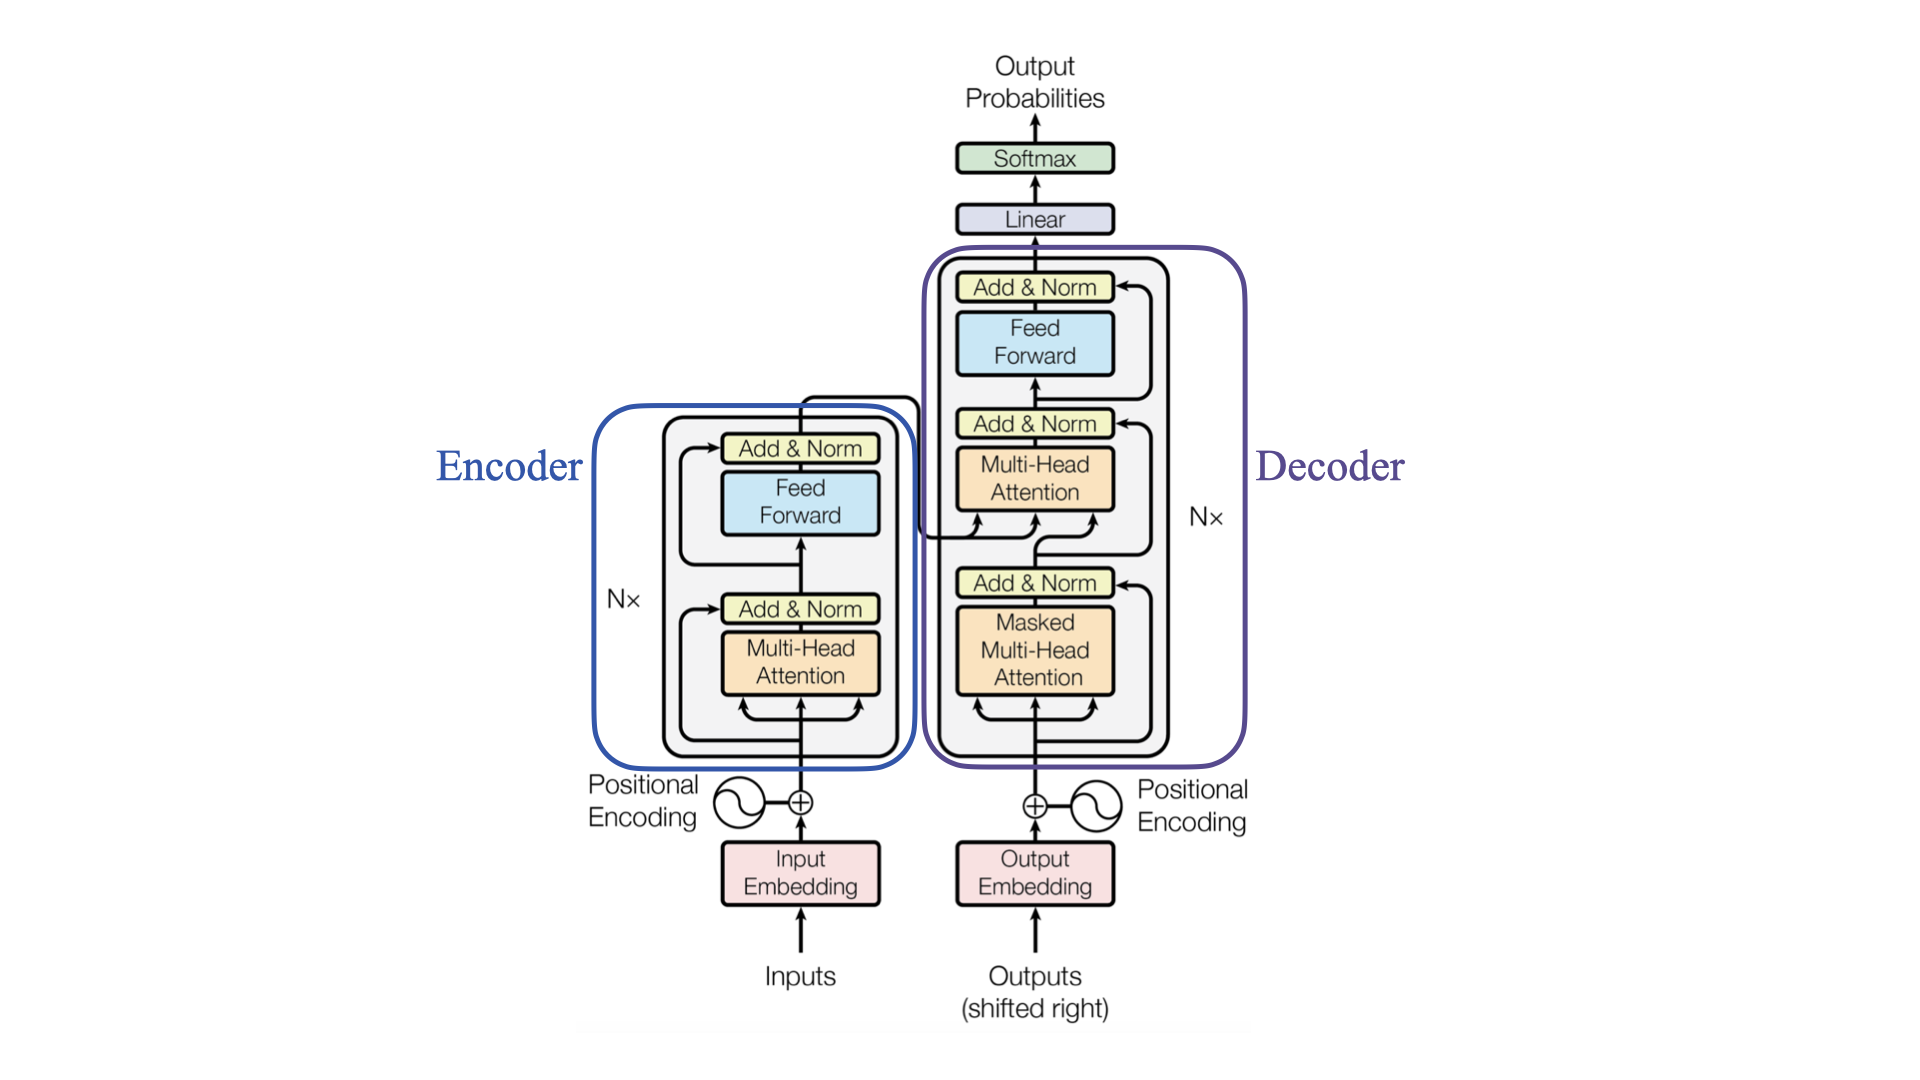 Output
Probabilities
Softmax
Linear
Add & Norm
Feed
Forward
Add & Norm
Multi-Head
Attention
Add & Norm
Masked
Multi-Head
Attention
Nx
Decoder
Encoder
Add & Norm
Feed
Forward
Add & Norm
Multi-Head
Attention
Nx
Positional
Encoding
Positional
Encoding
Input
Embedding
Output
Embedding
Inputs
Outputs
(shifted right)